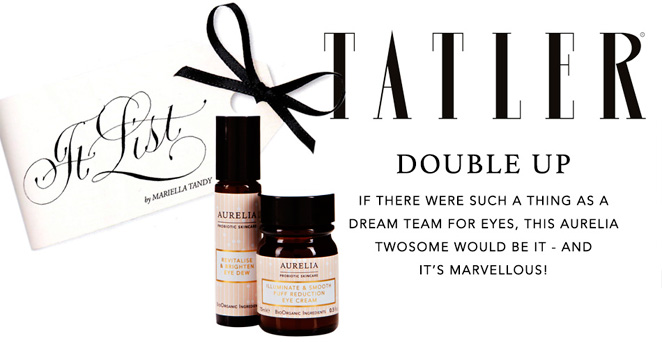 It List
by MARIELLA TANDY
TATLER®
DOUBLE UP
IF THERE WERE SUCH A THING AS A
DREAM TEAM FOR EYES, THIS AURELIA
TWOSOME WOULD BE IT - AND
IT'S MARVELLOUS!
AURELIA
PROBIOTIC SKINCARE
REVITALISE
& BRIGHTEN
EYE DEW
BIOORGANIC INGREDIENTS
AURELIA
PROBIOTIC SKINCARE
ILLUMINATE & SMOOTH
PUFF REDUCTION
EYE CREAM
BIOORGANIC INGREDIENTS